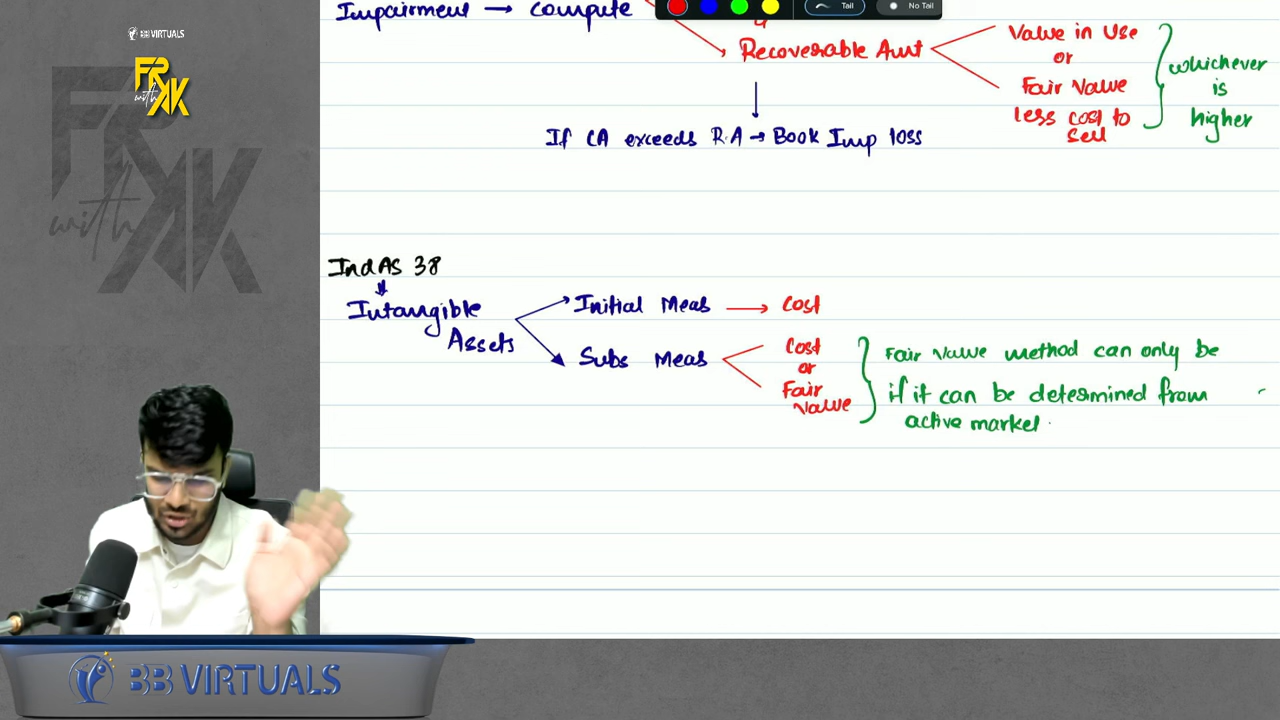 BB VIRTUALS
FR
with
AK
FR
with
AK
Impairment → compute
Tail
No Tail
Recoverable Amt
Value in Use
or
Fair Value
less cost to
sell
whichever
is
higher
If CA exceeds R.A → Book Imp loss
Ind AS 38
Intangible
Assets
Initial Meas → Cost
Subs Meas
Cost
or
Fair
Value
Fair Value method can only be
if it can be determined from
active market.
BB VIRTUALS